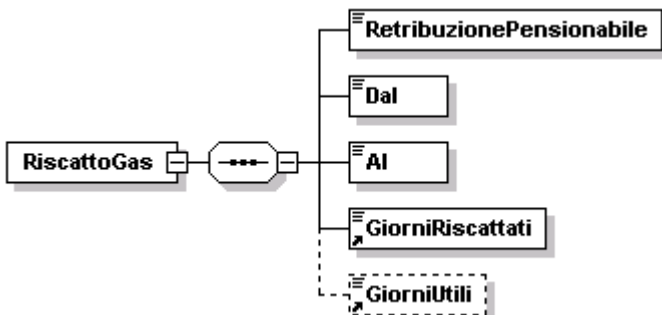 RetribuzionePensionabile
Dal
RiscattoGas
Al
GiorniRiscattati
GiorniUtili